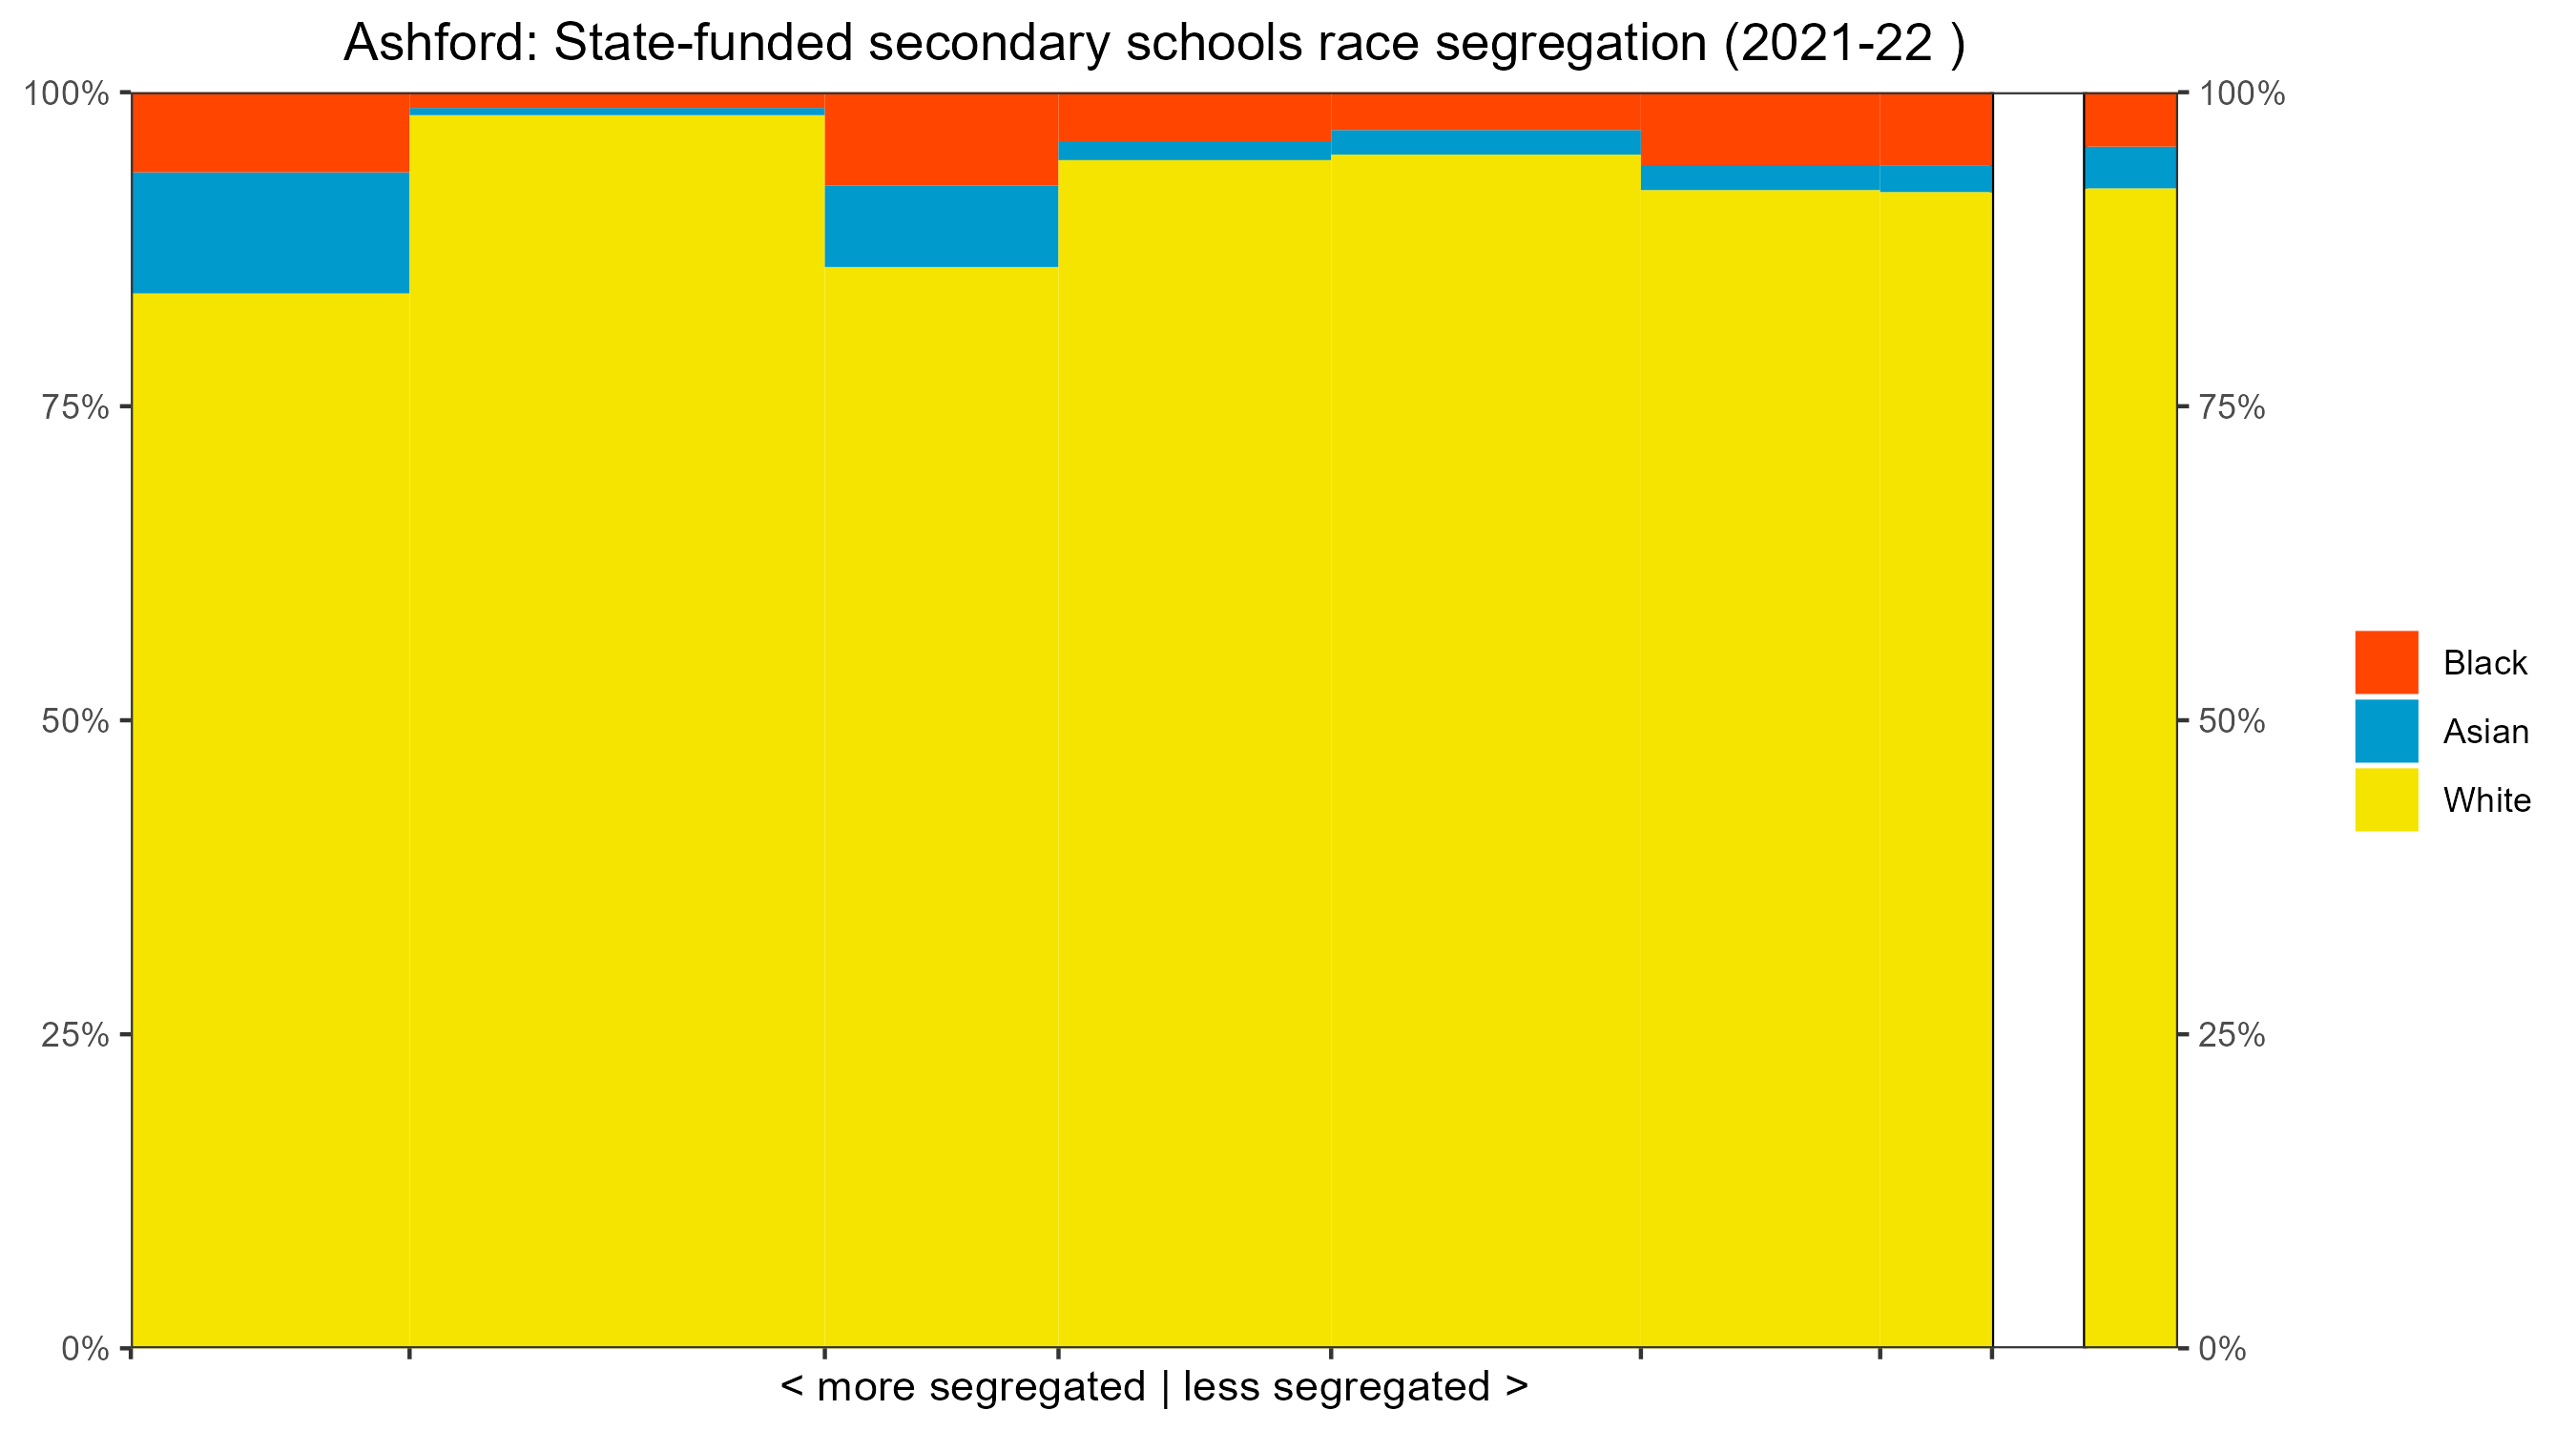 Ashford: State-funded secondary schools race segregation (2021-22 )
100%
75%
50%
25%
0%
100%
75%
50%
25%
0%
Black
Asian
White
< more segregated | less segregated >